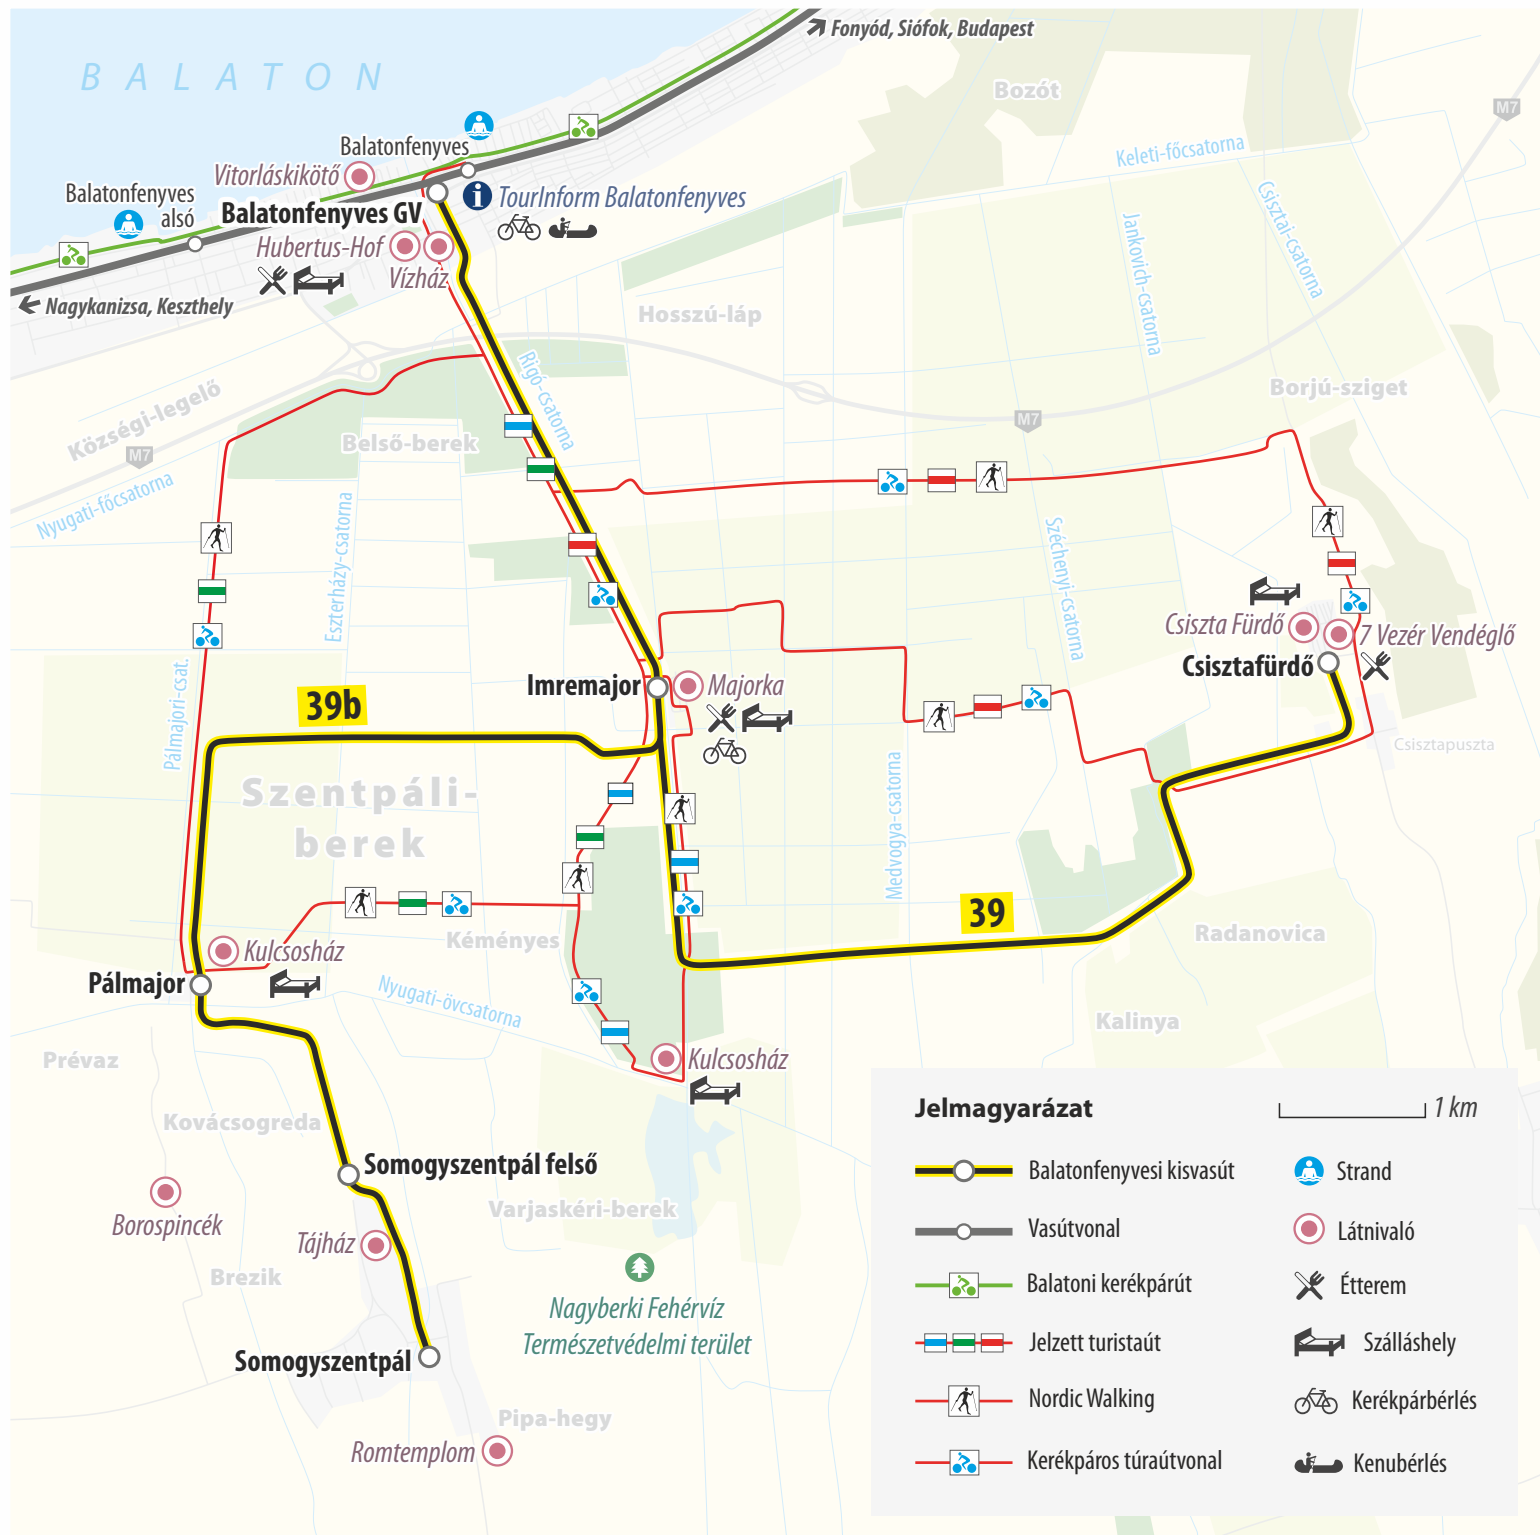 Fonyód, Siófok, Budapest
B A L A T O N
Bozót
M7
Balatonfenyves
Keleti-főcsatorna
Vitorláskikötő
TourInform Balatonfenyves
Balatonfenyves
alsó
Balatonfenyves GV
Csisztai-csatorna
Jankovich-csatorna
Hubertus-Hof
Vízház
Nagykanizsa, Keszthely
Hosszú-láp
Rigó-csatorna
Községi-legelő
Borjú-sziget
M7
Belső-berek
M7
Nyugati-főcsatorna
Eszterházy-csatorna
Széchenyi-csatorna
Csiszta Fürdő
7 Vezér Vendéglő
Csisztafürdő
Pálmajori-csat.
Imremajor
Majorka
39b
Csisztapuszta
Szentpáli-
berek
Medvogya-csatorna
39
Kéményes
Radanovica
Kulcsosház
Pálmajor
Nyugati-övcsatorna
Kalinya
Prévaz
Kulcsosház
Kovácsogreda
Somogyszentpál felső
Borospincék
Varjaskéri-berek
Tájház
Brezik
Nagyberki Fehérvíz
Természetvédelmi terület
Somogyszentpál
Pipa-hegy
Romtemplom
Jelmagyarázat
1 km
Balatonfenyvesi kisvasút
Strand
Vasútvonal
Látnivaló
Balatoni kerékpárút
Étterem
Jelzett turistaút
Szálláshely
Nordic Walking
Kerékpárbérlés
Kerékpáros túraútvonal
Kenubérlés